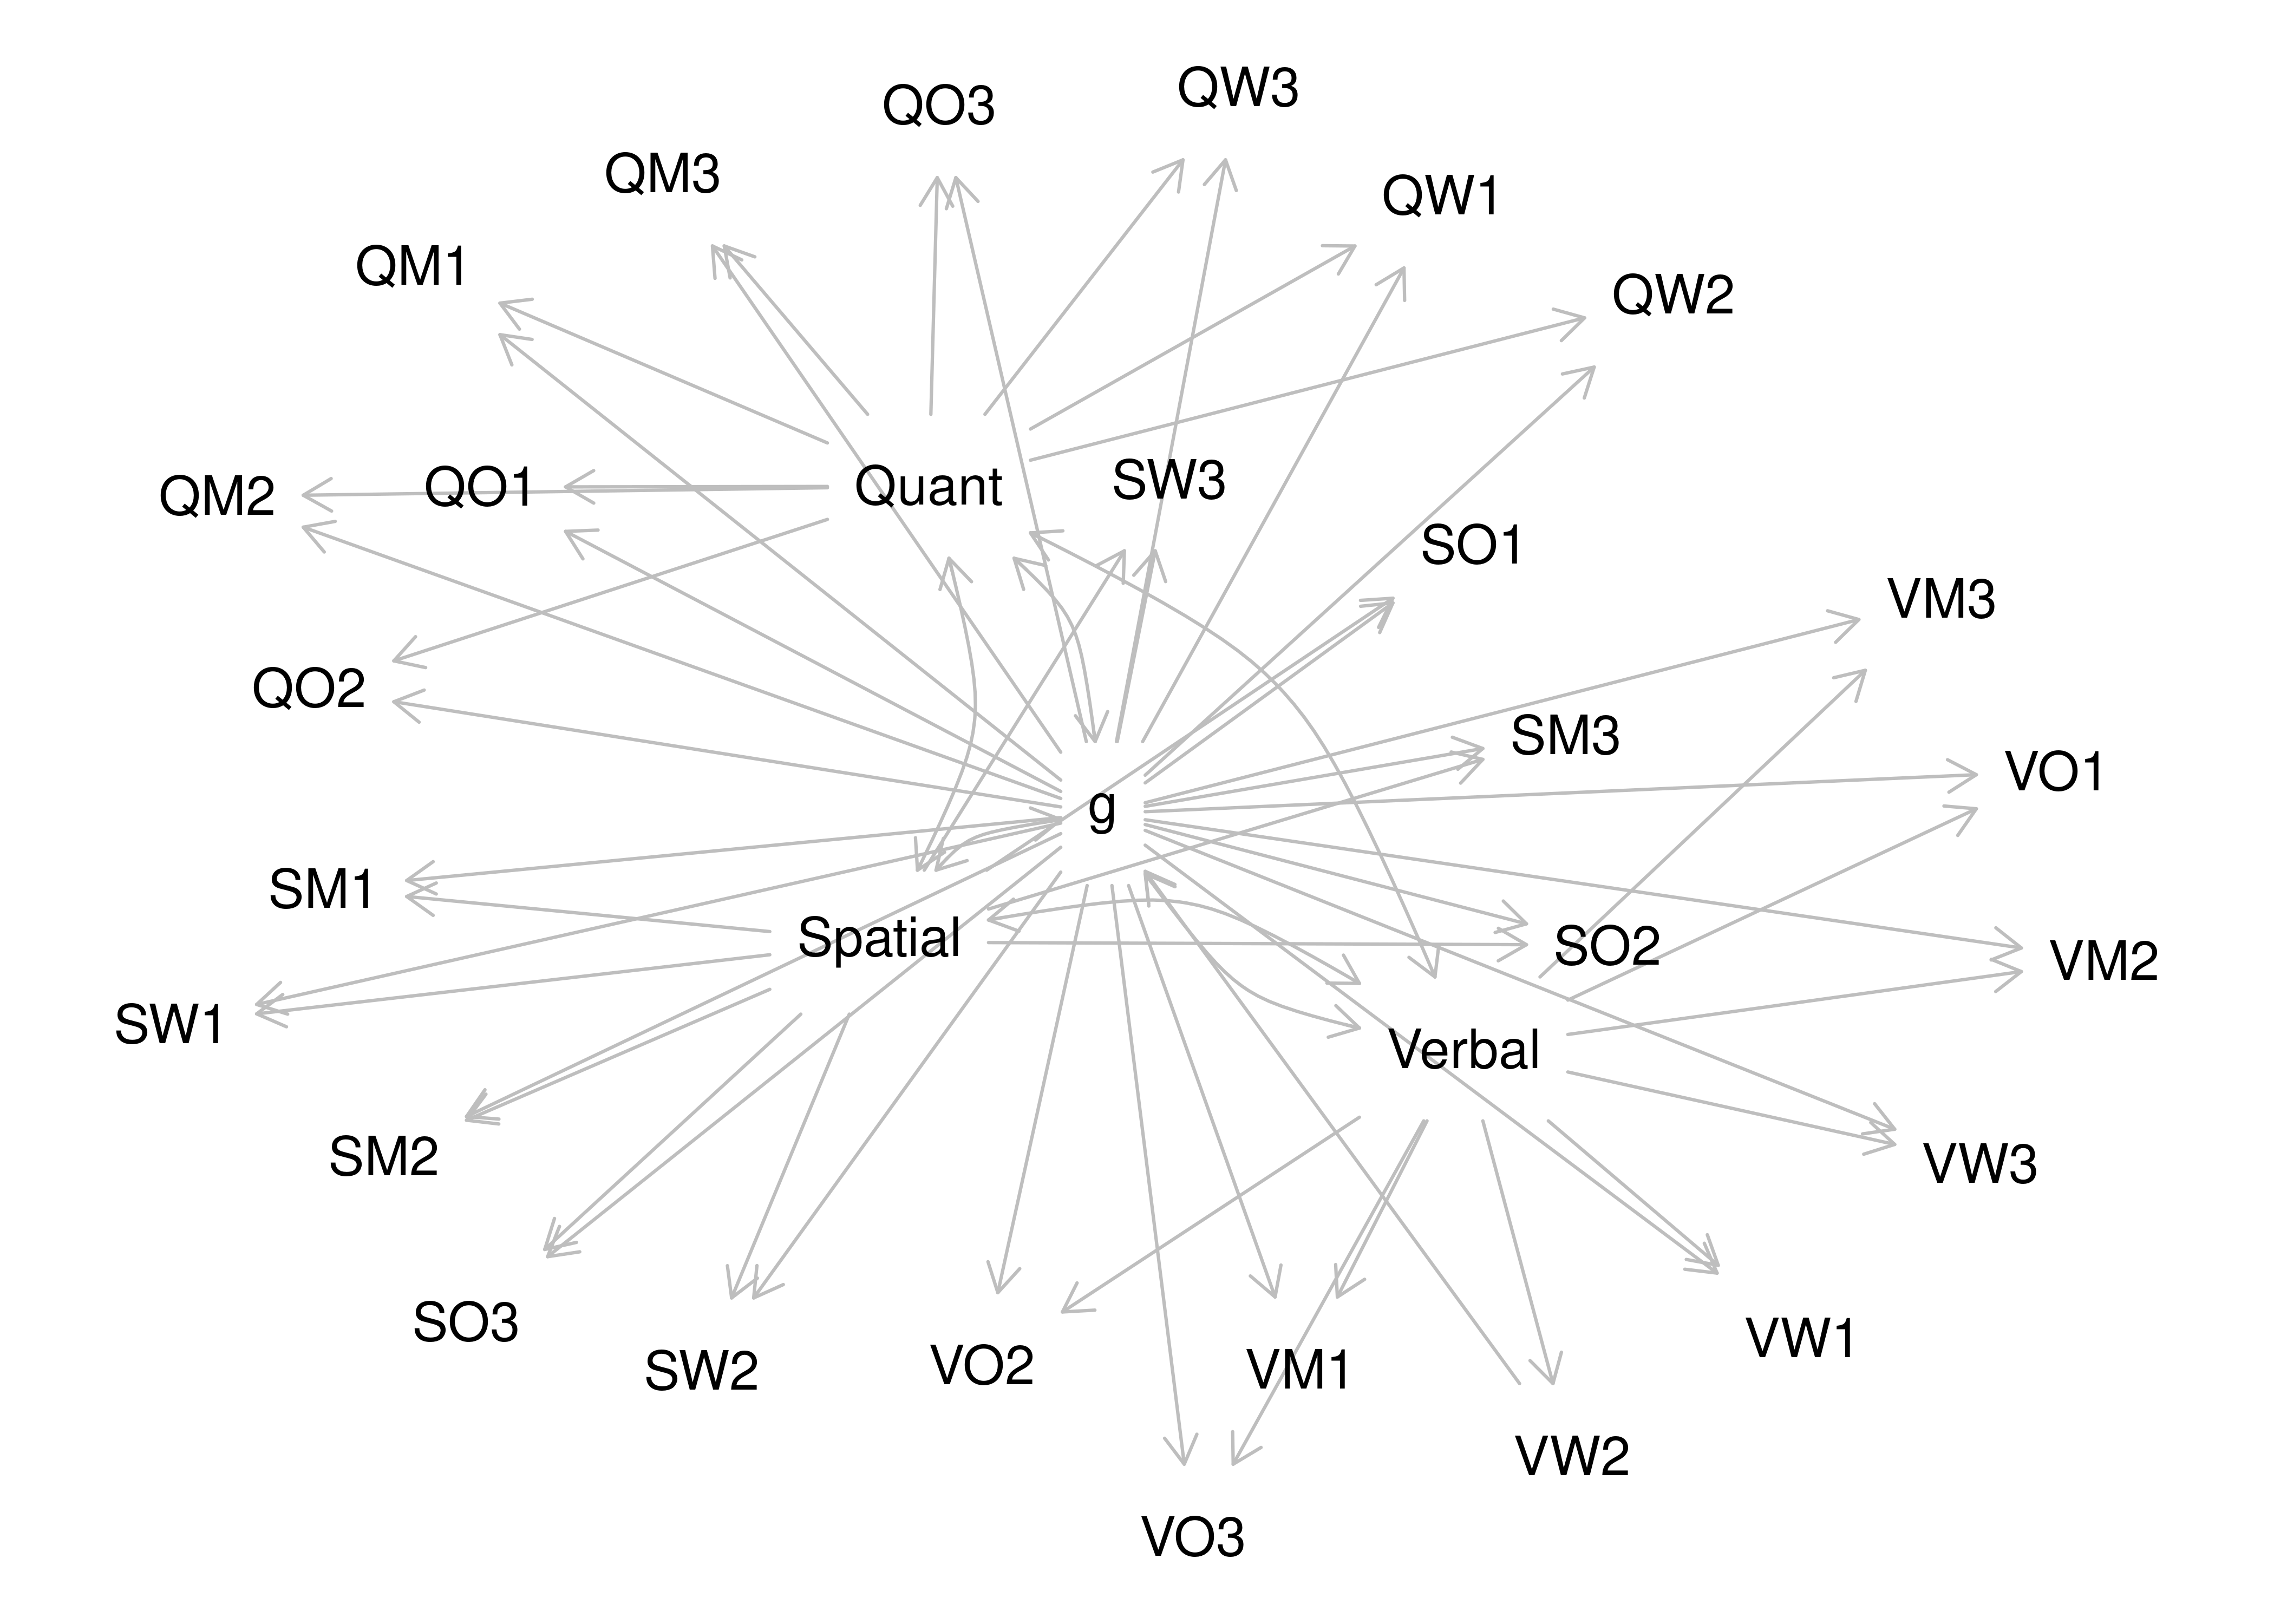 QW3
QO3
QM3
QW1
QM1
QW2
SW3
Quant
QO1
QM2
SO1
VM3
QO2
SM3
VO1
g
SM1
Spatial
SO2
VM2
SW1
Verbal
SM2
VW3
SO3
VW1
SW2
VO2
VM1
VW2
VO3